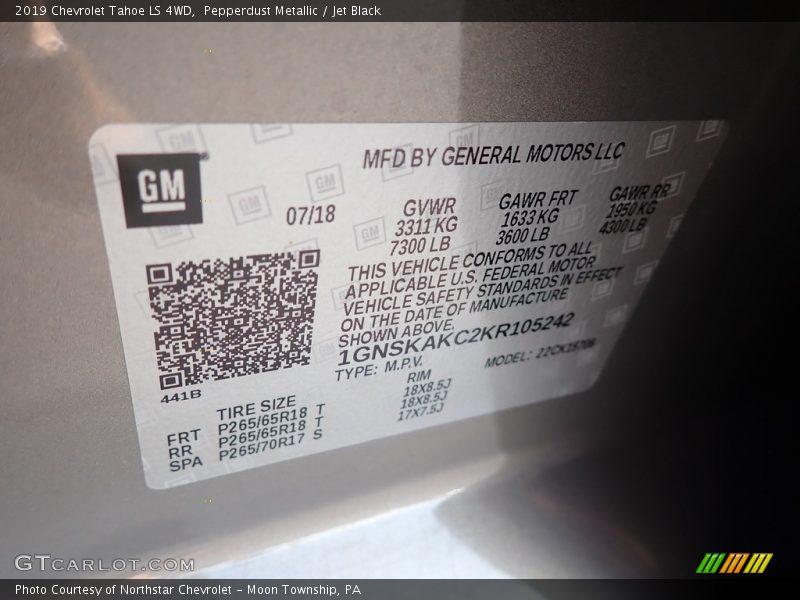 2019 Chevrolet Tahoe LS 4WD, Pepperdust Metallic / Jet Black
GM
MFD BY GENERAL MOTORS LLC
07/18
GVWR GAWR FRT GAWR RR
3311 KG 1633 KG 1950 KG
7300 LB 3600 LB 4300 LB
THIS VEHICLE CONFORMS TO ALL
APPLICABLE U.S. FEDERAL MOTOR
VEHICLE SAFETY STANDARDS IN EFFECT
ON THE DATE OF MANUFACTURE
SHOWN ABOVE.
1GNSKAKC2KR105242
TYPE: M.P.V. MODEL: 22CK15706
441B
TIRE SIZE RIM
FRT P265/65R18 T 18X8.5J
RR P265/65R18 T 18X8.5J
SPA P265/70R17 S 17X7.5J
GTCARLOT.COM
Photo Courtesy of Northstar Chevrolet - Moon Township, PA